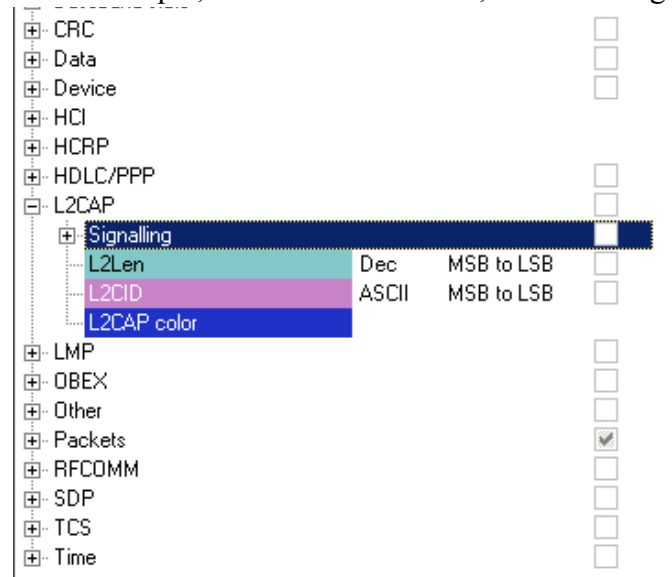 CRC
Data
Device
HCI
HCRP
HDLC/PPP
L2CAP
Signalling
L2Len Dec MSB to LSB
L2CID ASCII MSB to LSB
L2CAP color
LMP
OBEX
Other
Packets
RFCOMM
SDP
TCS
Time